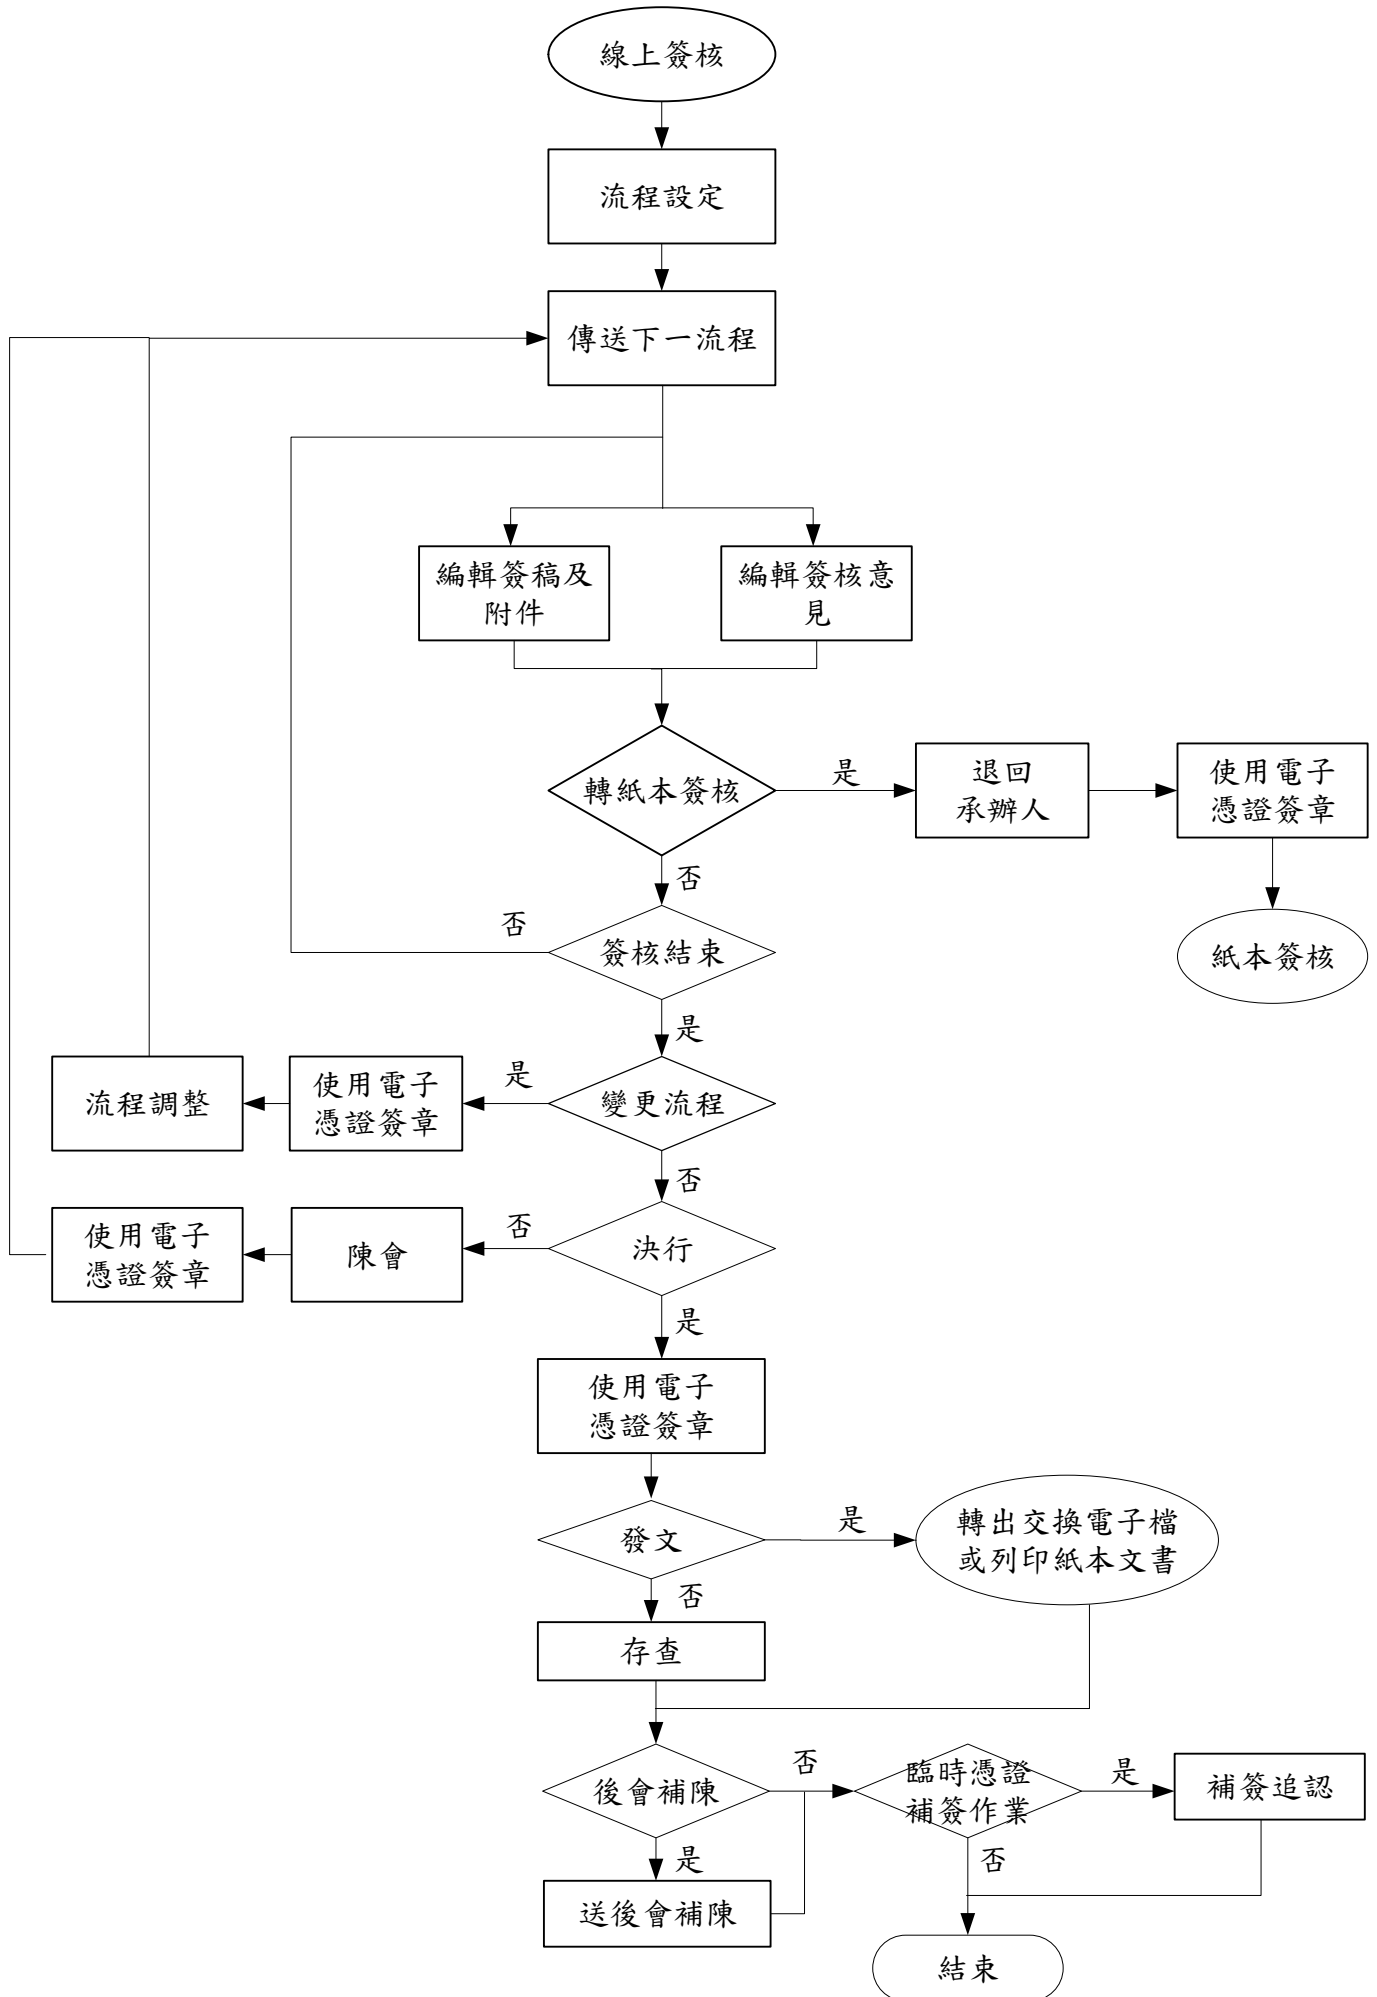 線上簽核
流程設定
傳送下一流程
編輯簽稿及
附件
編輯簽核意
見
轉紙本簽核
是
退回
承辦人
使用電子
憑證簽章
否
紙本簽核
否
簽核結束
是
流程調整
使用電子
憑證簽章
是
變更流程
否
使用電子
憑證簽章
陳會
否
決行
是
使用電子
憑證簽章
發文
是
轉出交換電子檔
或列印紙本文書
否
存查
後會補陳
否
臨時憑證
補簽作業
是
補簽追認
是
否
送後會補陳
結束